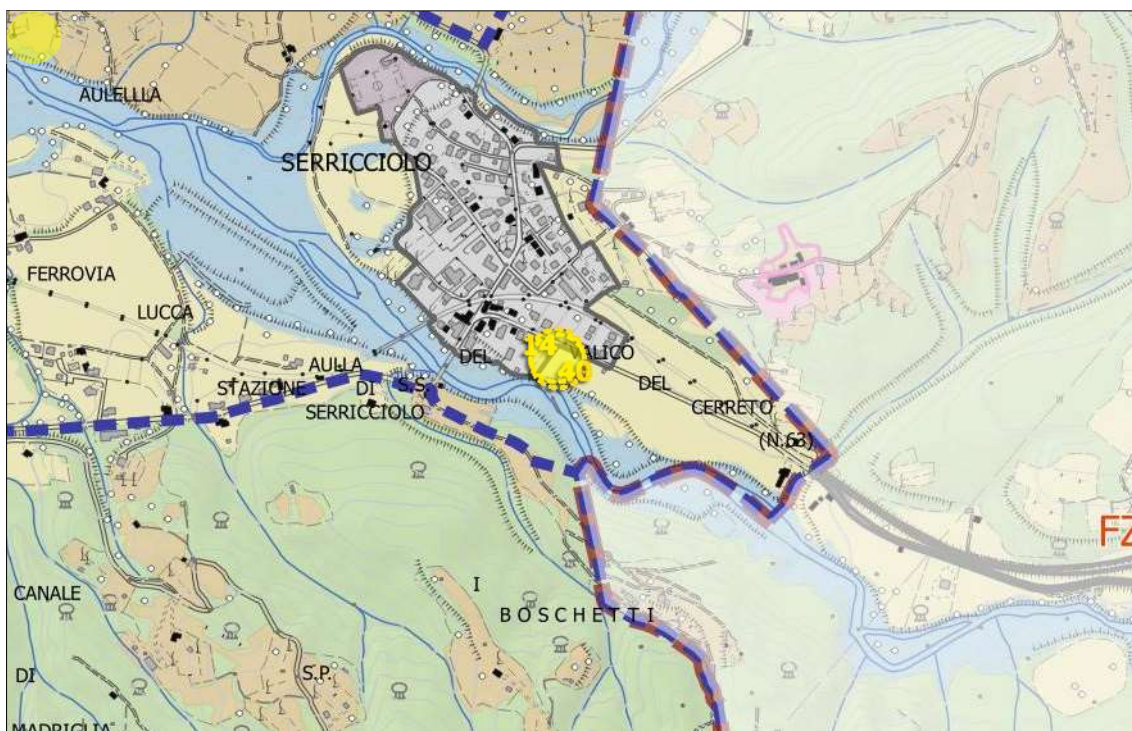 AULELLLA
SERRICCIOLO
FERROVIA
LUCCA
AULLA
STAZIONE
DI
S.S.
SERRICCIOLO
DEL
14
ALICO
40
DEL
CERRETO
(N.63)
FZ
CANALE
I
BOSCHETTI
DI
S.P.
MADRIGLIA